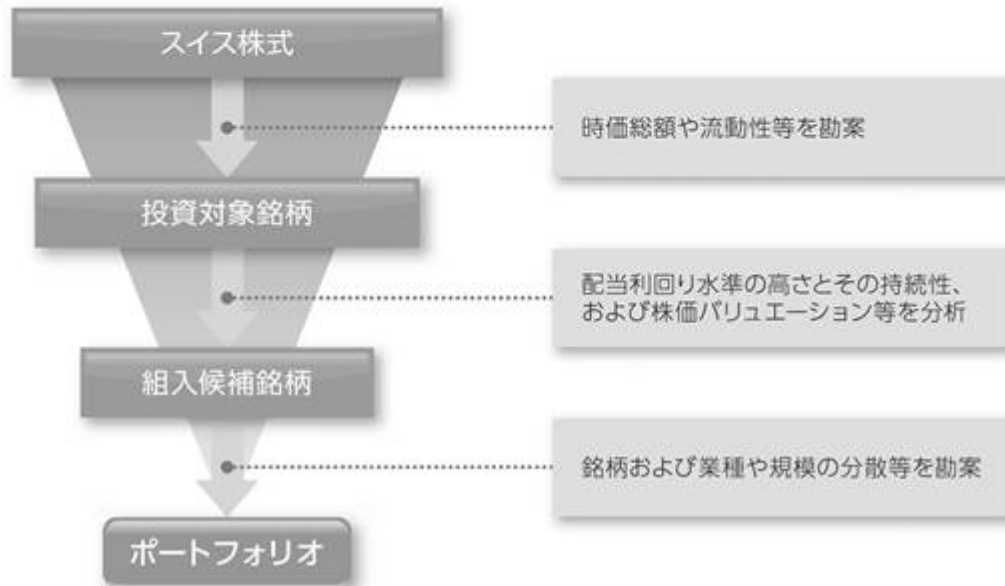 スイス株式
時価総額や流動性等を勘案
投資対象銘柄
配当利回り水準の高さとその持続性、
および株価バリュエーション等を分析
組入候補銘柄
銘柄および業種や規模の分散等を勘案
ポートフォリオ